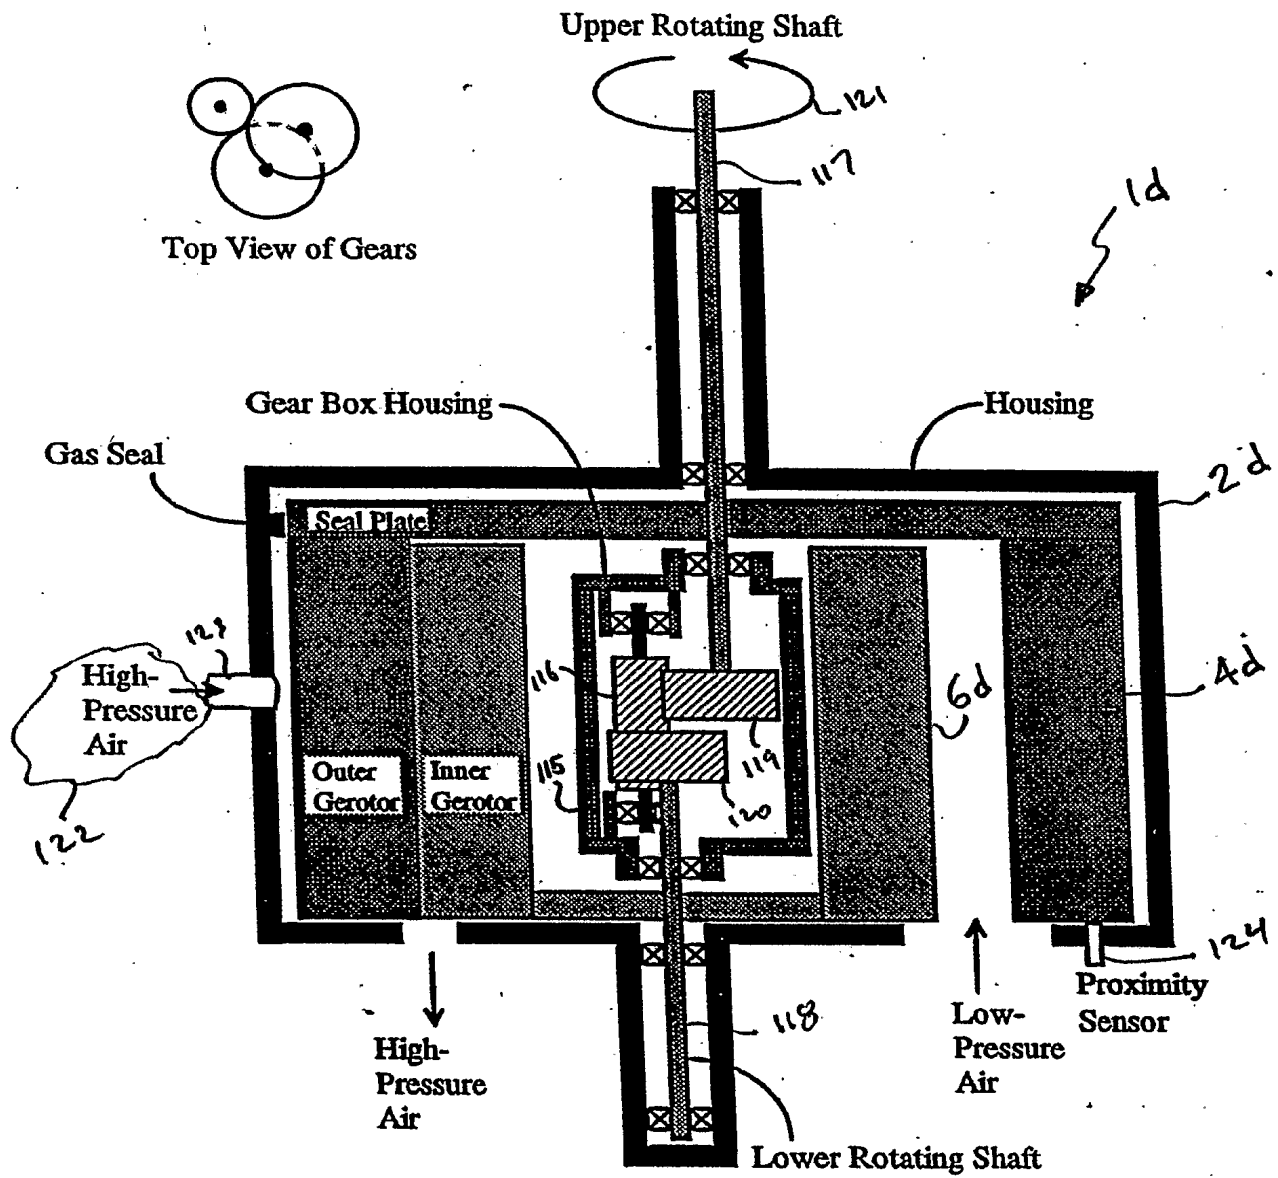 Upper Rotating Shaft
121
117
1d
Top View of Gears
Gear Box Housing
Housing
Gas Seal
2d
Seal Plate
123
High-
Pressure
Air
116
6d
4d
119
Outer
Gerotor
Inner
Gerotor
115
120
122
124
Proximity
Sensor
118
Low-
Pressure
Air
High-
Pressure
Air
Lower Rotating Shaft